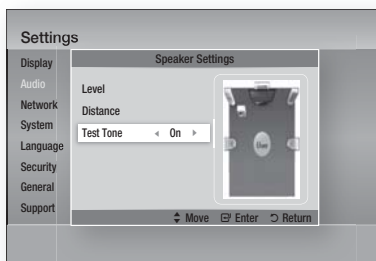 Settings
Display
Audio
Network
System
Language
Security
General
Support
Speaker Settings
Level
Distance
Test Tone ◂ On ▸
Move Enter Return